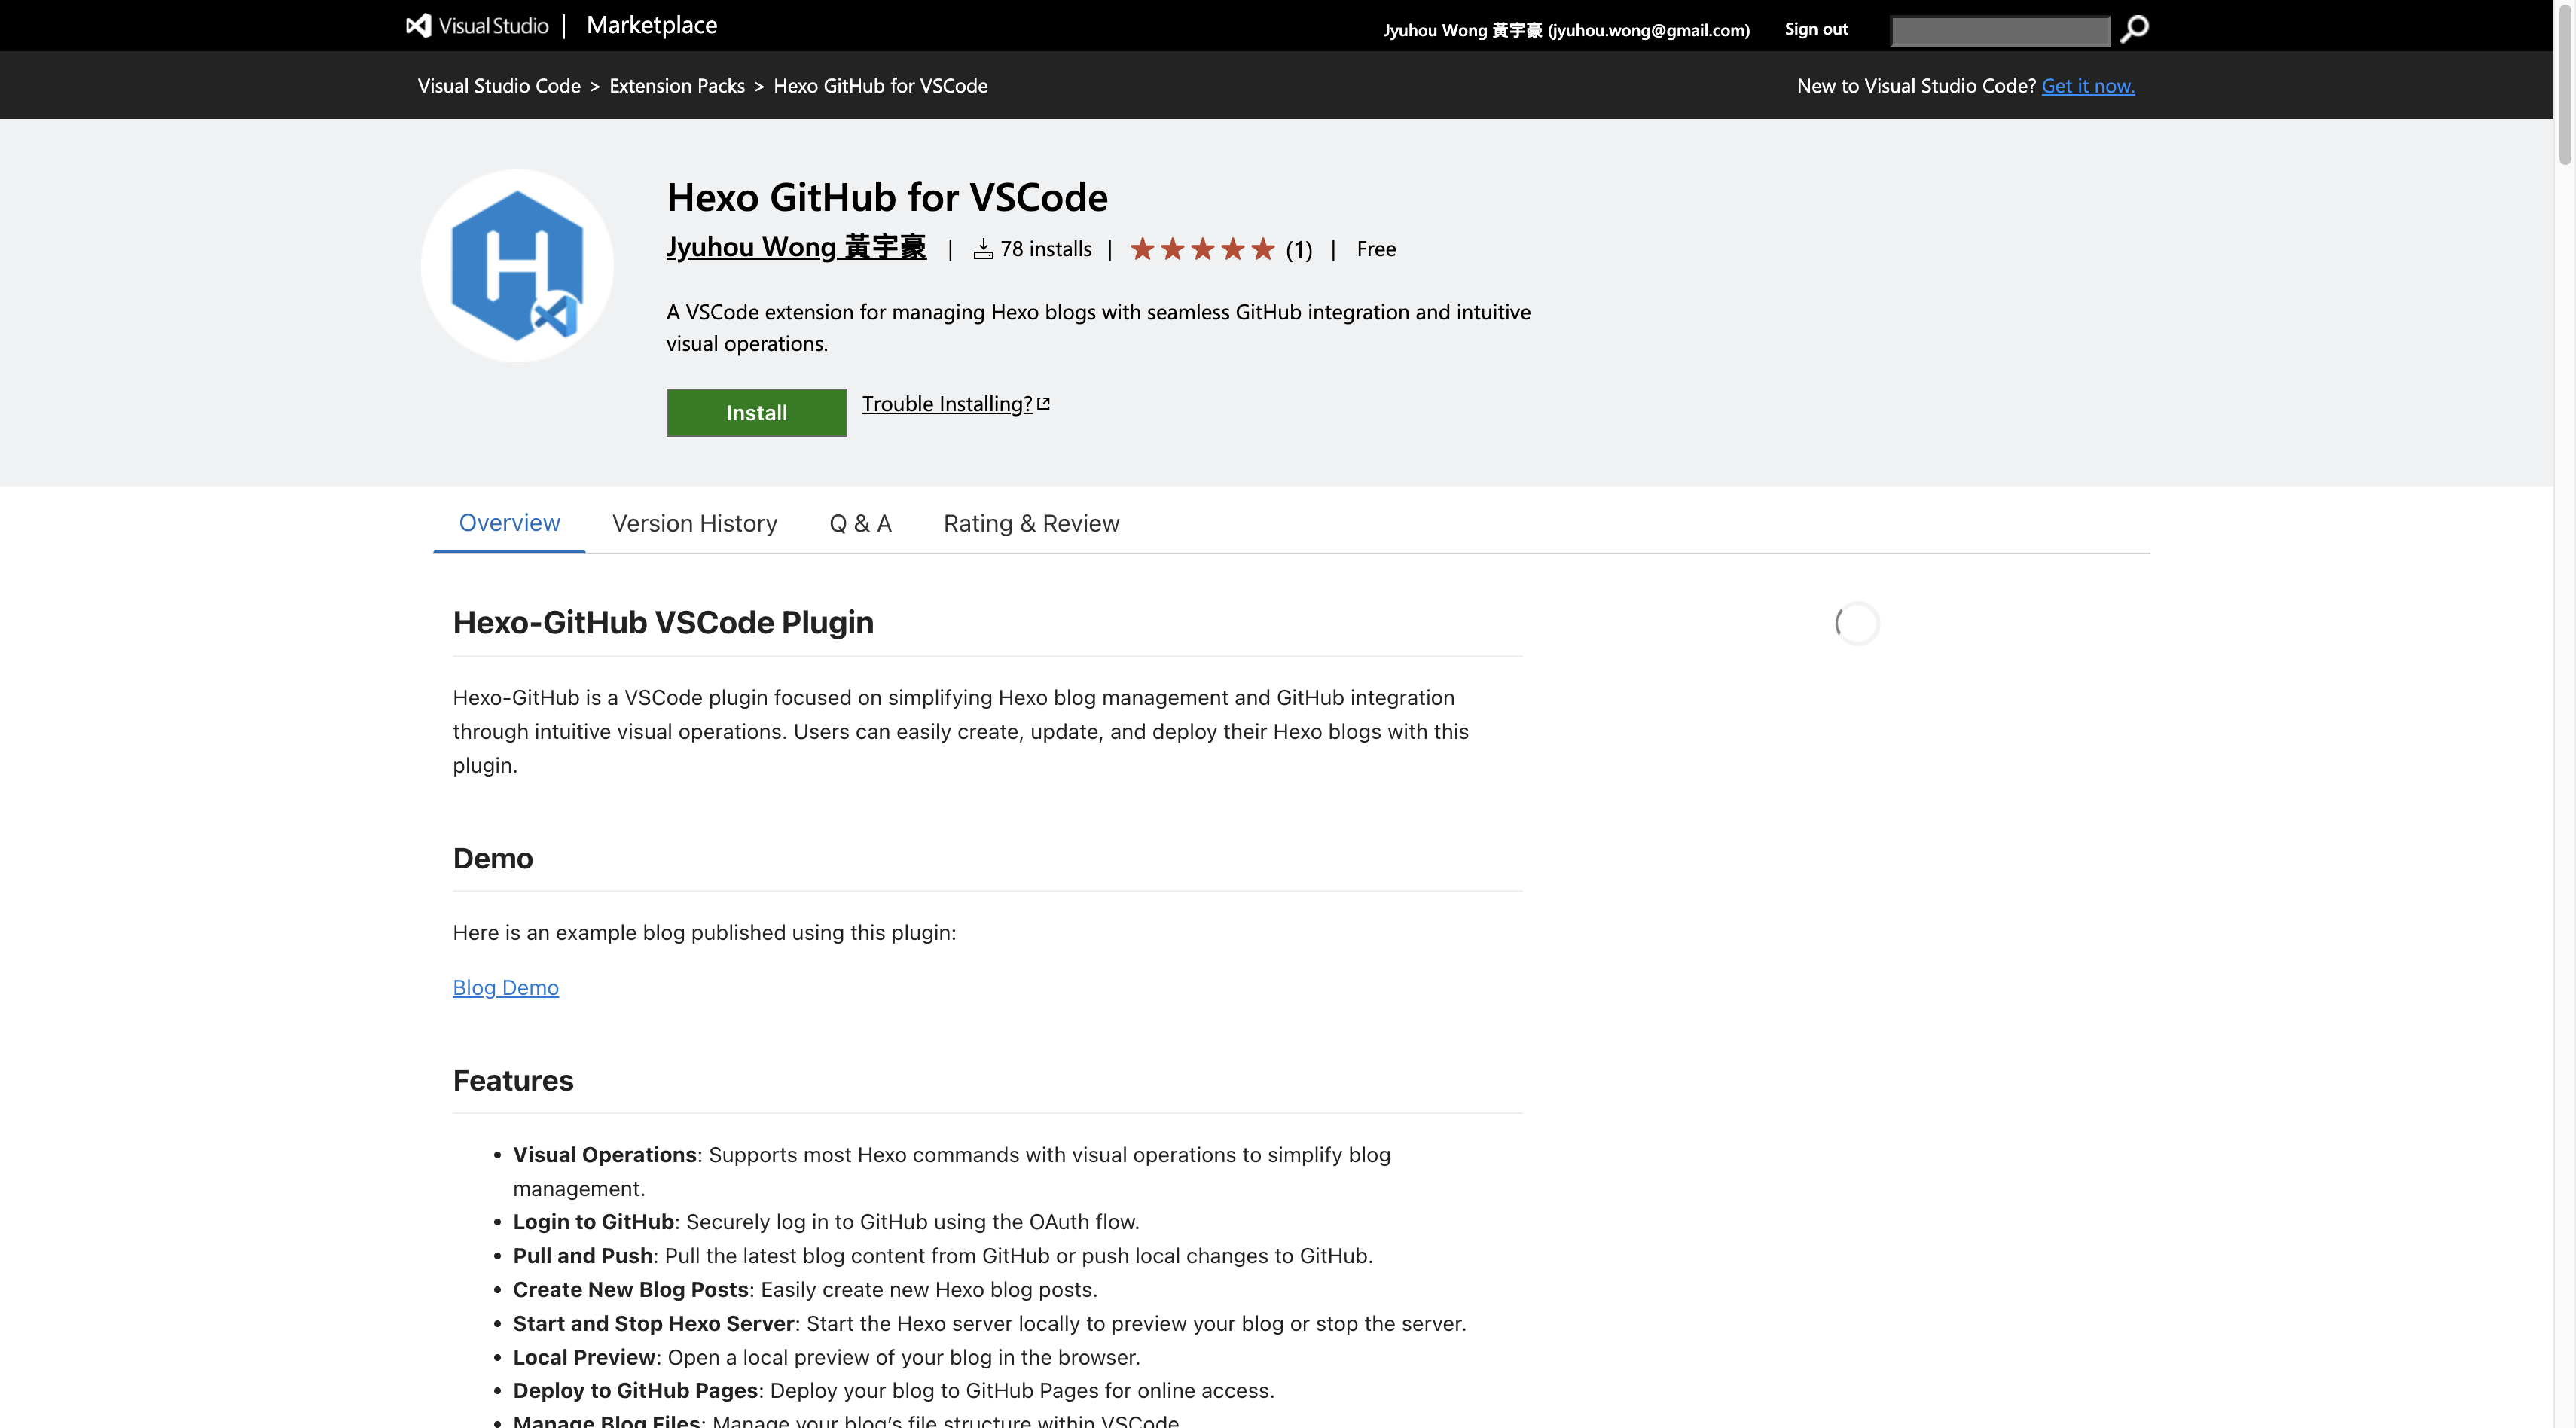 Visual Studio | Marketplace
Jyuhou Wong 黃宇豪 (jyuhou.wong@gmail.com) Sign out
Visual Studio Code > Extension Packs > Hexo GitHub for VSCode
New to Visual Studio Code? Get it now.
Hexo GitHub for VSCode
Jyuhou Wong 黃宇豪 | 78 installs | (1) | Free
A VSCode extension for managing Hexo blogs with seamless GitHub integration and intuitive
visual operations.
Install Trouble Installing?
Overview Version History Q & A Rating & Review
Hexo-GitHub VSCode Plugin
Hexo-GitHub is a VSCode plugin focused on simplifying Hexo blog management and GitHub integration
through intuitive visual operations. Users can easily create, update, and deploy their Hexo blogs with this
plugin.
Demo
Here is an example blog published using this plugin:
Blog Demo
Features
• Visual Operations: Supports most Hexo commands with visual operations to simplify blog
management.
• Login to GitHub: Securely log in to GitHub using the OAuth flow.
• Pull and Push: Pull the latest blog content from GitHub or push local changes to GitHub.
• Create New Blog Posts: Easily create new Hexo blog posts.
• Start and Stop Hexo Server: Start the Hexo server locally to preview your blog or stop the server.
• Local Preview: Open a local preview of your blog in the browser.
• Deploy to GitHub Pages: Deploy your blog to GitHub Pages for online access.
• Manage Blog Files: Manage your blog's file structure within VSCode.